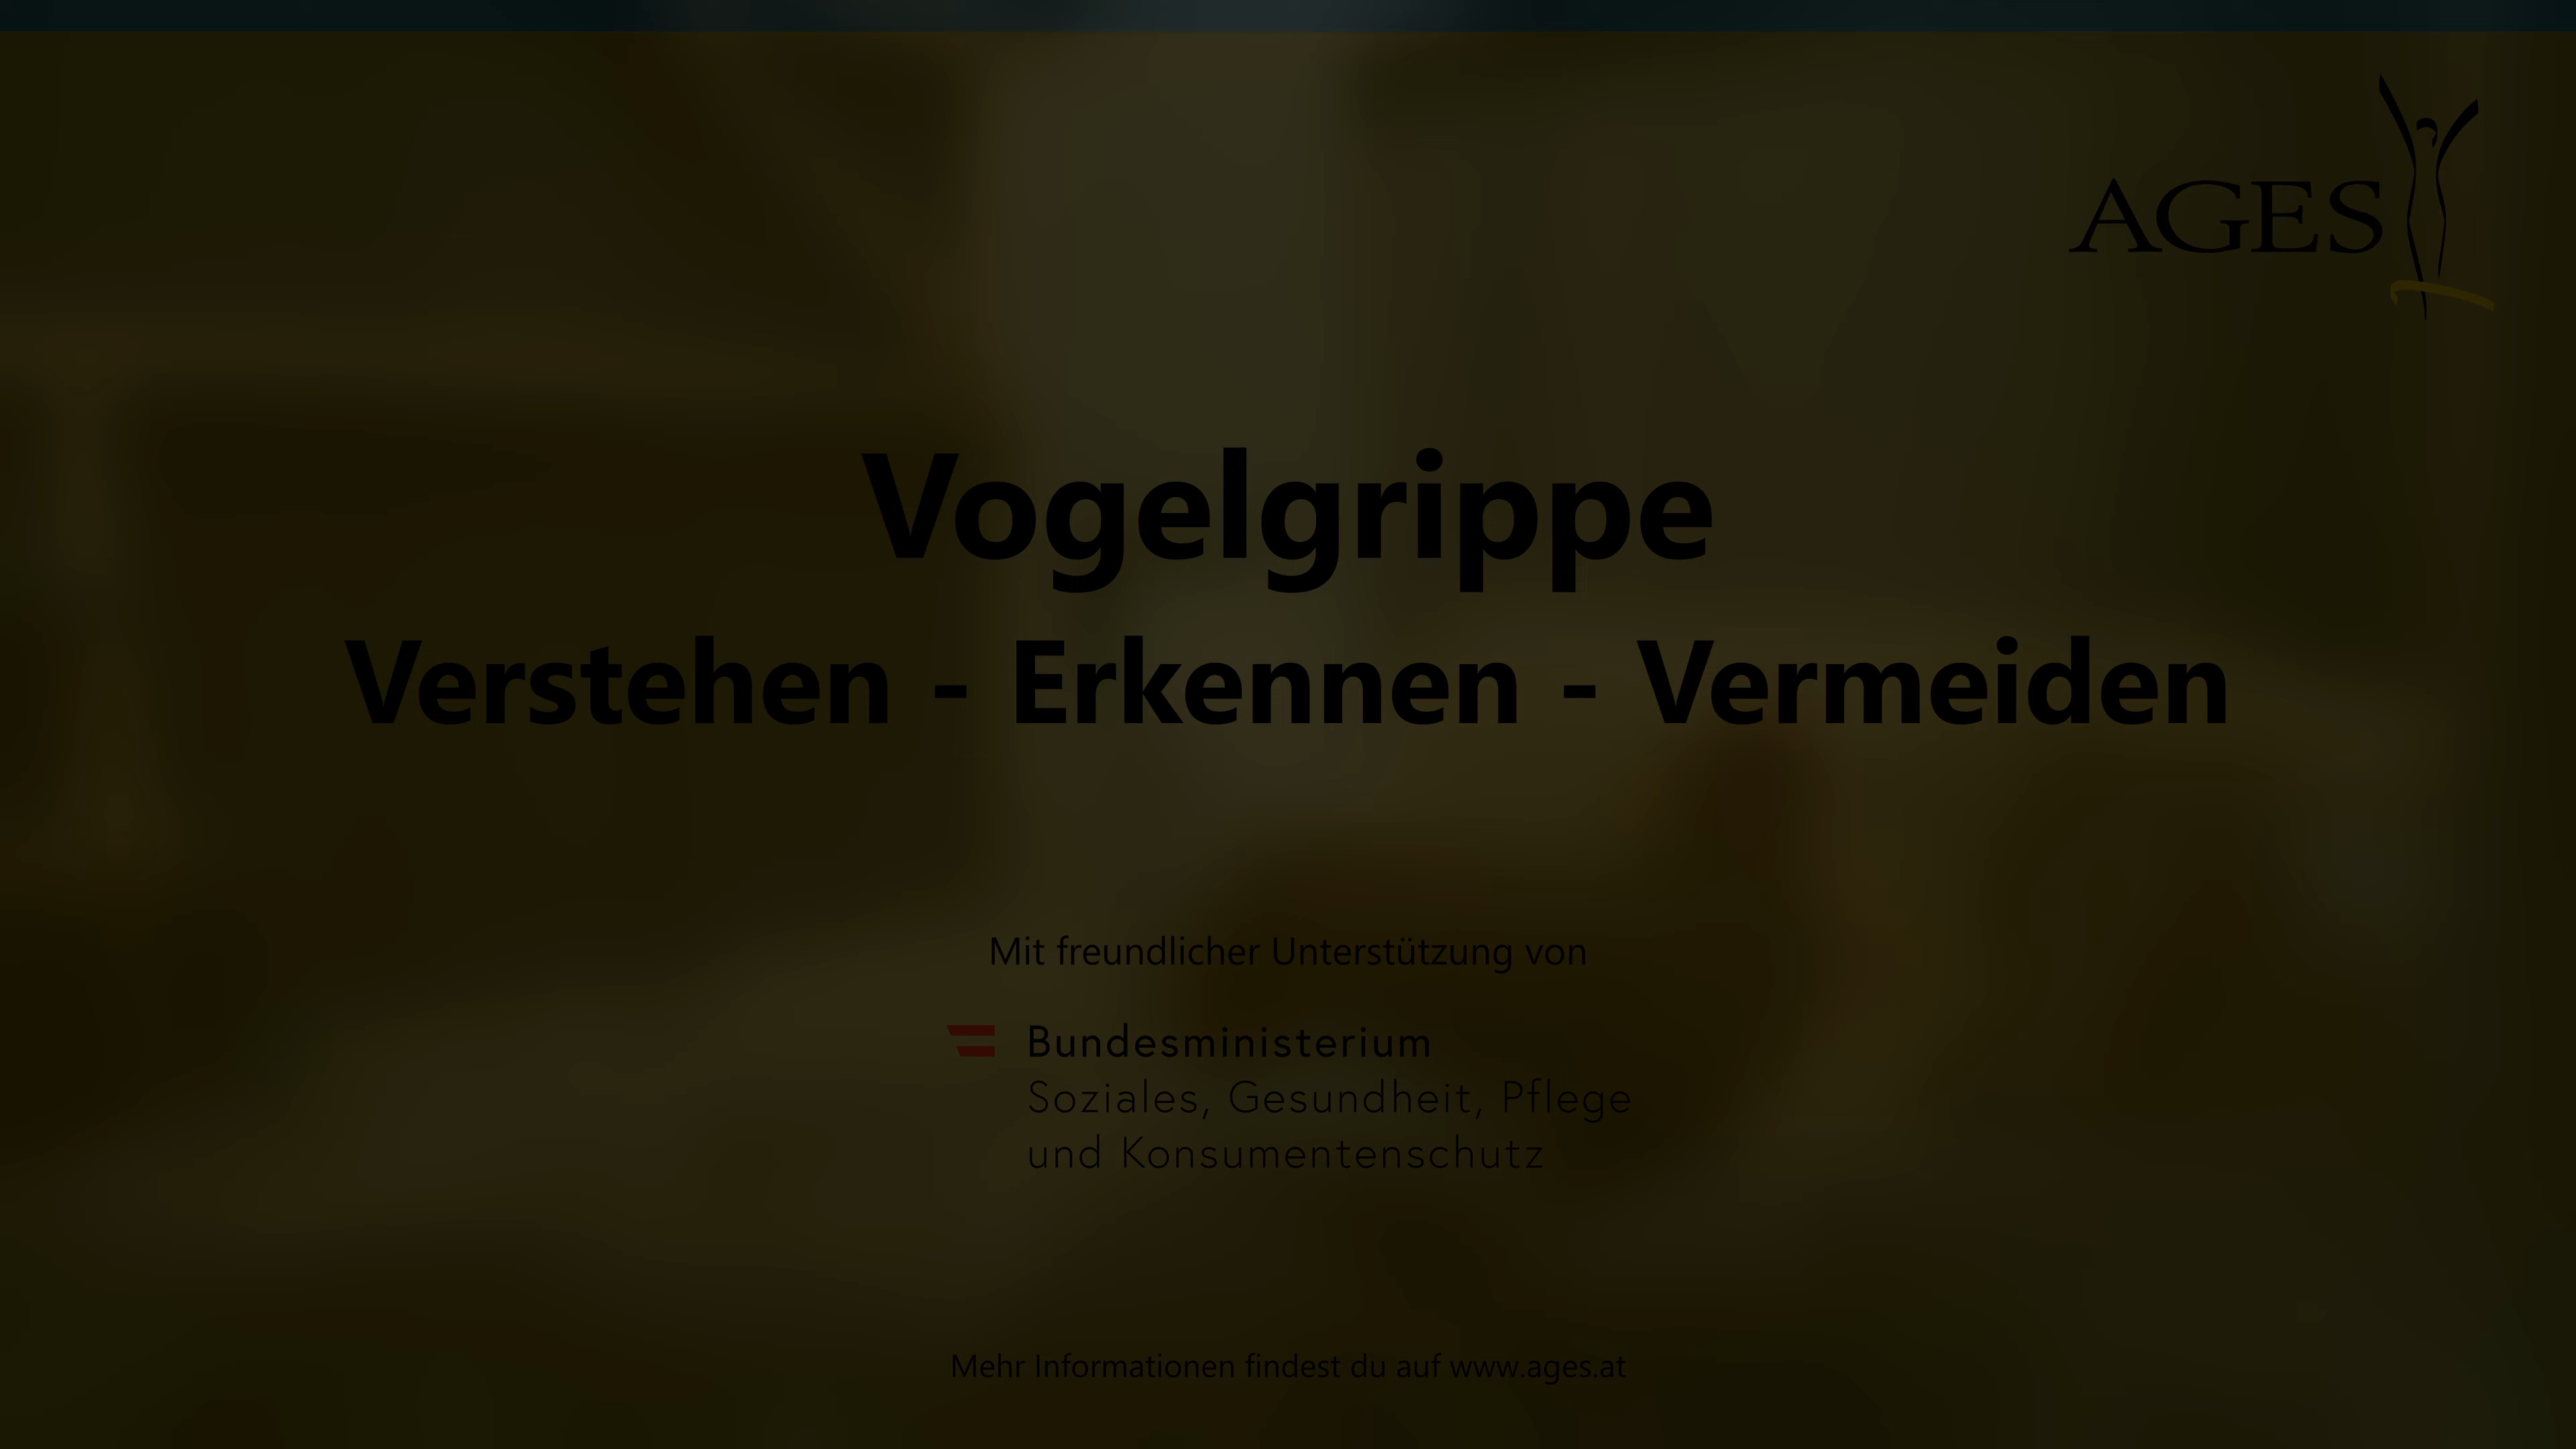 AGES
Vogelgrippe
Verstehen - Erkennen - Vermeiden
Mit freundlicher Unterstützung von
Bundesministerium
Soziales, Gesundheit, Pflege
und Konsumentenschutz
Mehr Informationen findest du auf www.ages.at